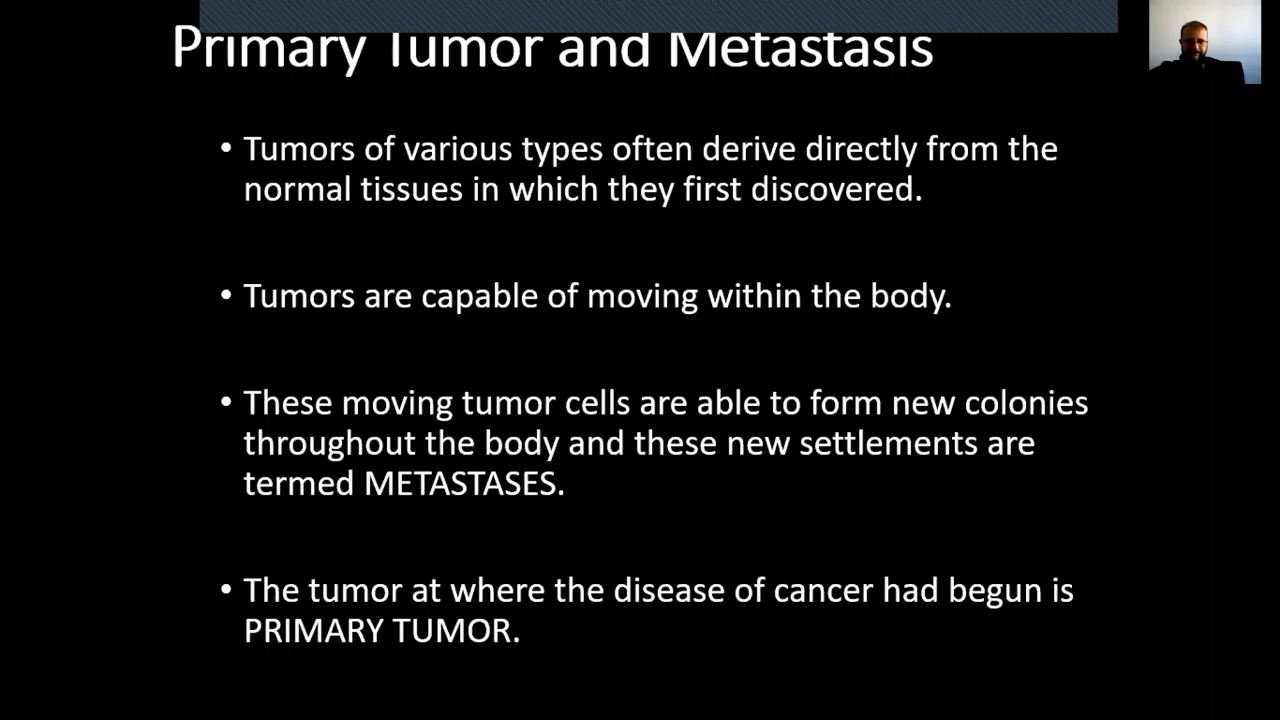 Primary Tumor and Metastasis
• Tumors of various types often derive directly from the
normal tissues in which they first discovered.
• Tumors are capable of moving within the body.
• These moving tumor cells are able to form new colonies
throughout the body and these new settlements are
termed METASTASES.
• The tumor at where the disease of cancer had begun is
PRIMARY TUMOR.